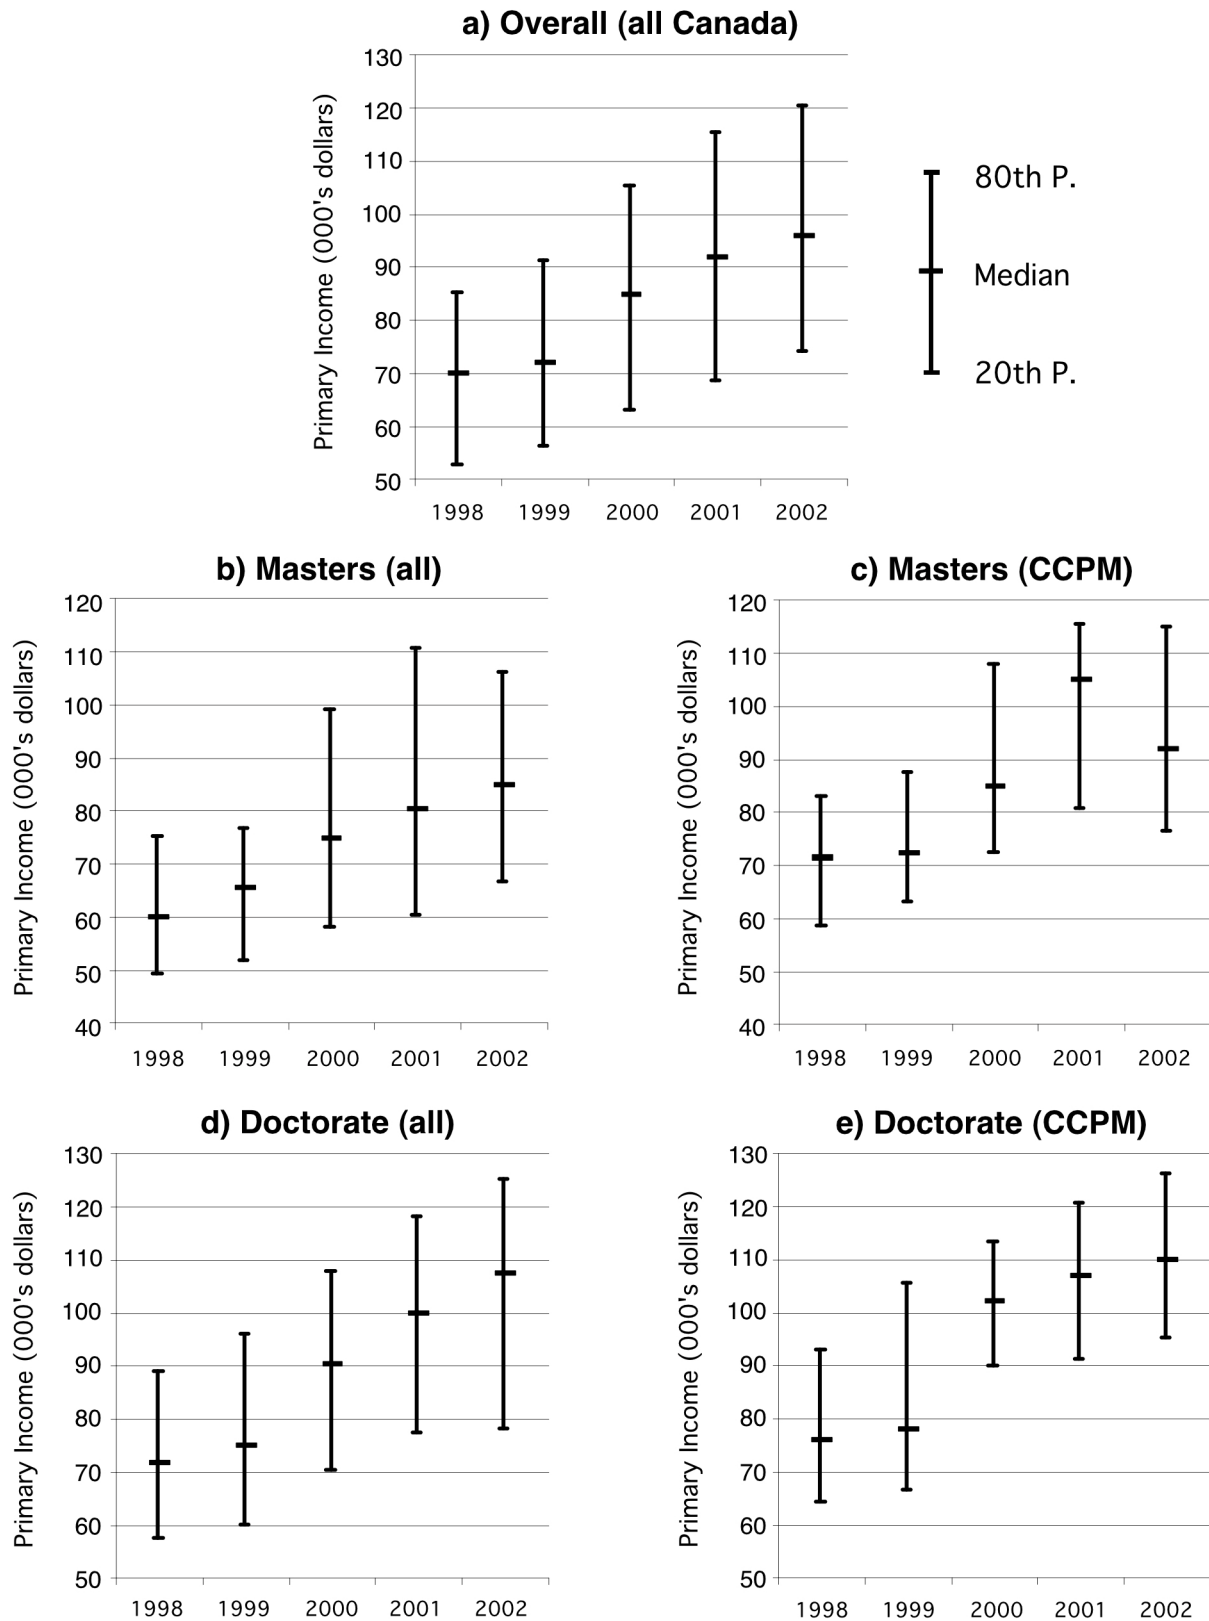 a) Overall (all Canada)
Primary Income (000's dollars)
130
120
110
100
90
80
70
60
50
1998 1999 2000 2001 2002
80th P.
Median
20th P.
b) Masters (all)
Primary Income (000's dollars)
120
110
100
90
80
70
60
50
40
1998 1999 2000 2001 2002
c) Masters (CCPM)
Primary Income (000's dollars)
120
110
100
90
80
70
60
50
40
1998 1999 2000 2001 2002
d) Doctorate (all)
Primary Income (000's dollars)
130
120
110
100
90
80
70
60
50
1998 1999 2000 2001 2002
e) Doctorate (CCPM)
Primary Income (000's dollars)
130
120
110
100
90
80
70
60
50
1998 1999 2000 2001 2002